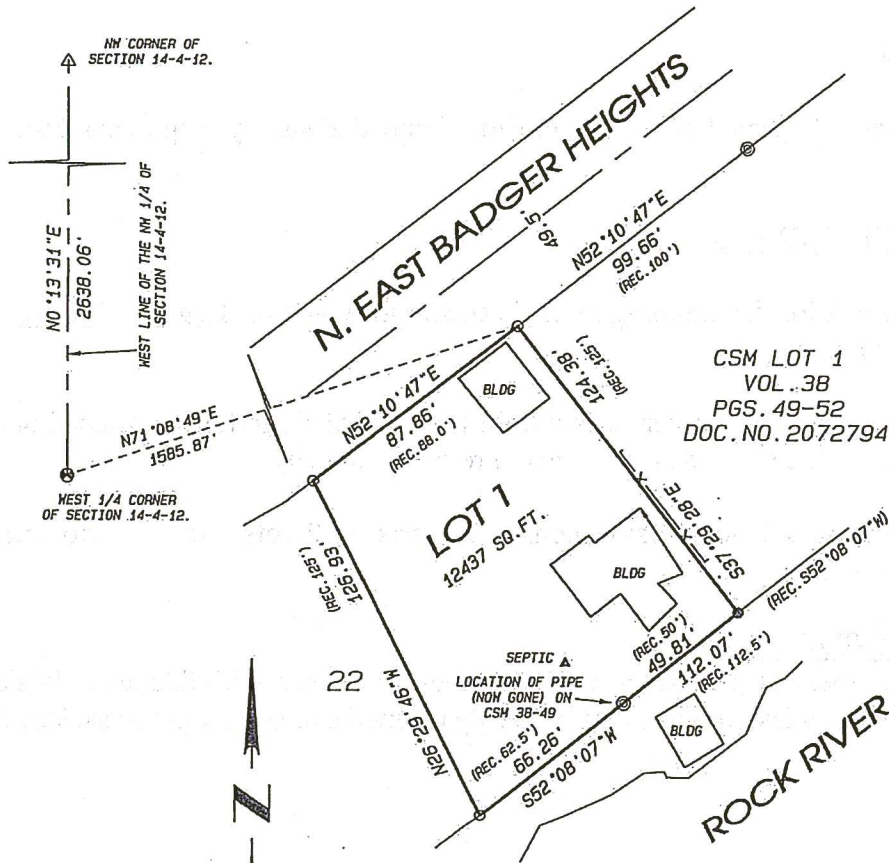 NW CORNER OF
SECTION 14-4-12.
N0°13'31"E
2638.06'
WEST LINE OF THE NW 1/4 OF
SECTION 14-4-12.
N. EAST BADGER HEIGHTS
49.5'
N52°10'47"E
99.66'
(REC.100')
N71°08'49"E
1585.87'
WEST 1/4 CORNER
OF SECTION 14-4-12.
N52°10'47"E
87.86'
(REC.88.0')
BLDG
124.38'
(REC.125')
S37°29'28"E
CSM LOT 1
VOL.38
PGS.49-52
DOC.NO.2072794
LOT 1
12437 SQ.FT.
126.93'
(REC.125')
N26°29'46"W
X
X
BLDG
(REC.S52°08'07"W)
(REC.50')
49.81'
112.07'
(REC.112.5')
SEPTIC
LOCATION OF PIPE
(NOW GONE) ON
CSM 38-49
22
(REC.62.5')
66.26'
S52°08'07"W
BLDG
ROCK RIVER
N